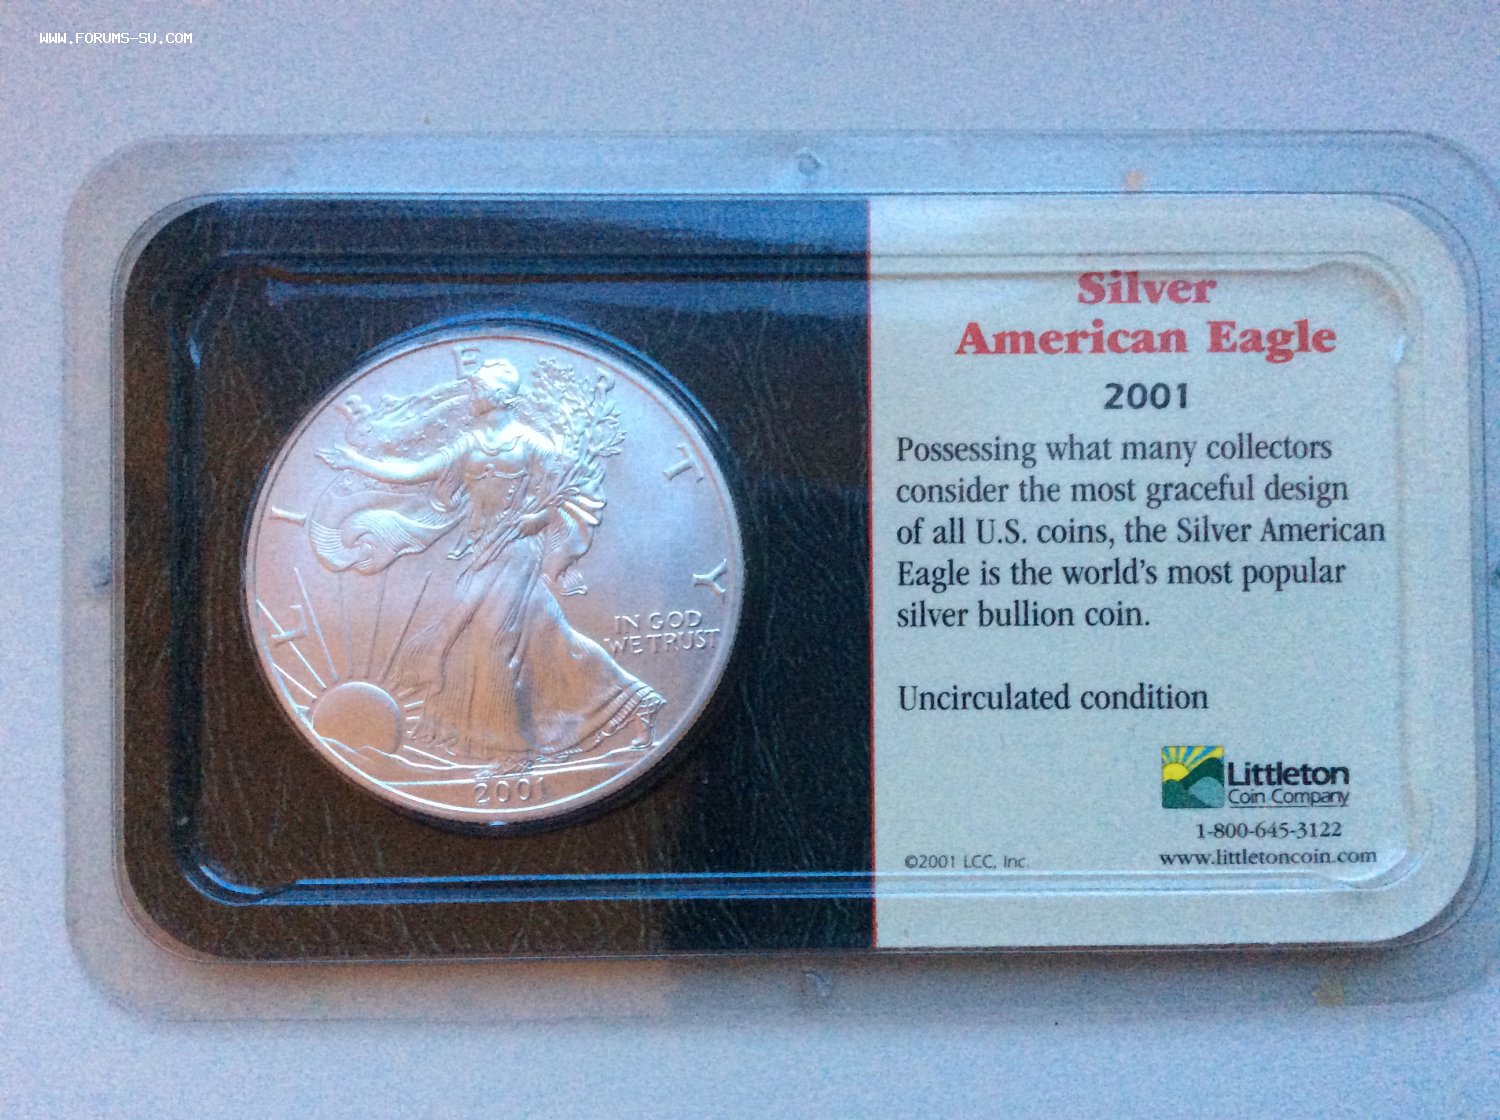 WWW.FORUMS-SU.COM
LIBERTY
IN GOD
WE TRUST
2001
Silver
American Eagle
2001
Possessing what many collectors
consider the most graceful design
of all U.S. coins, the Silver American
Eagle is the world's most popular
silver bullion coin.
Uncirculated condition
Littleton
Coin Company
1-800-645-3122
©2001 LCC, Inc.
www.littletoncoin.com